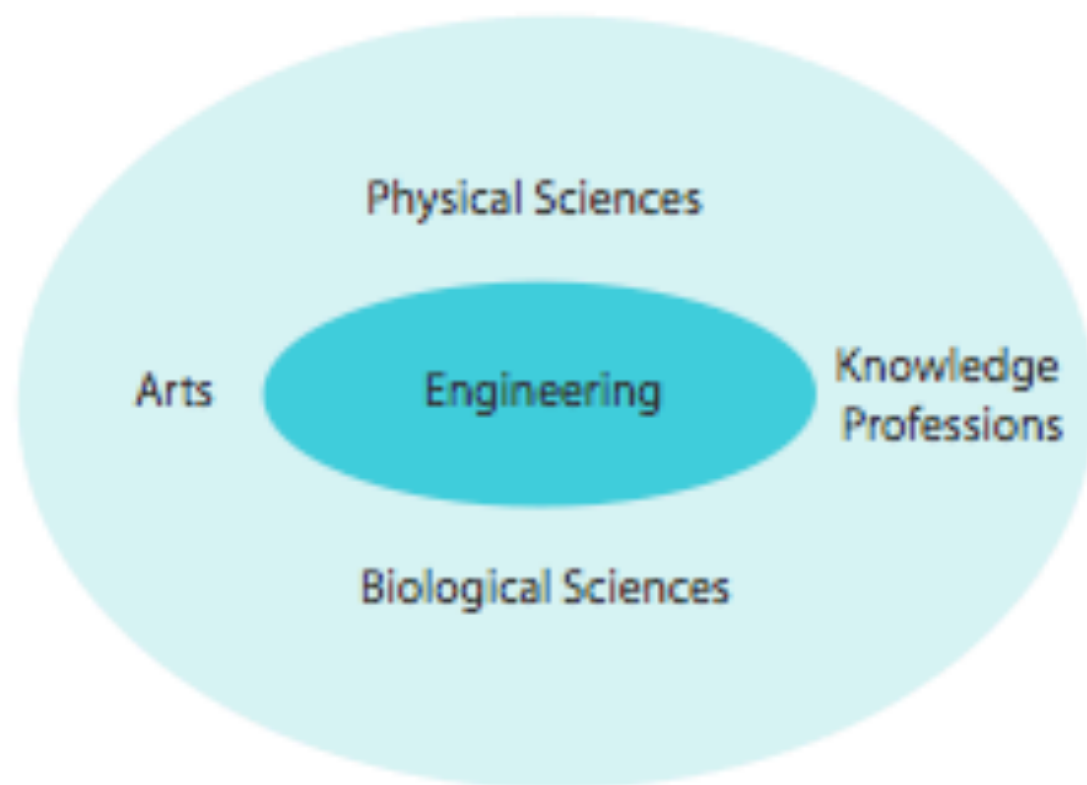 Physical Sciences
Arts
Engineering
Knowledge
Professions
Biological Sciences